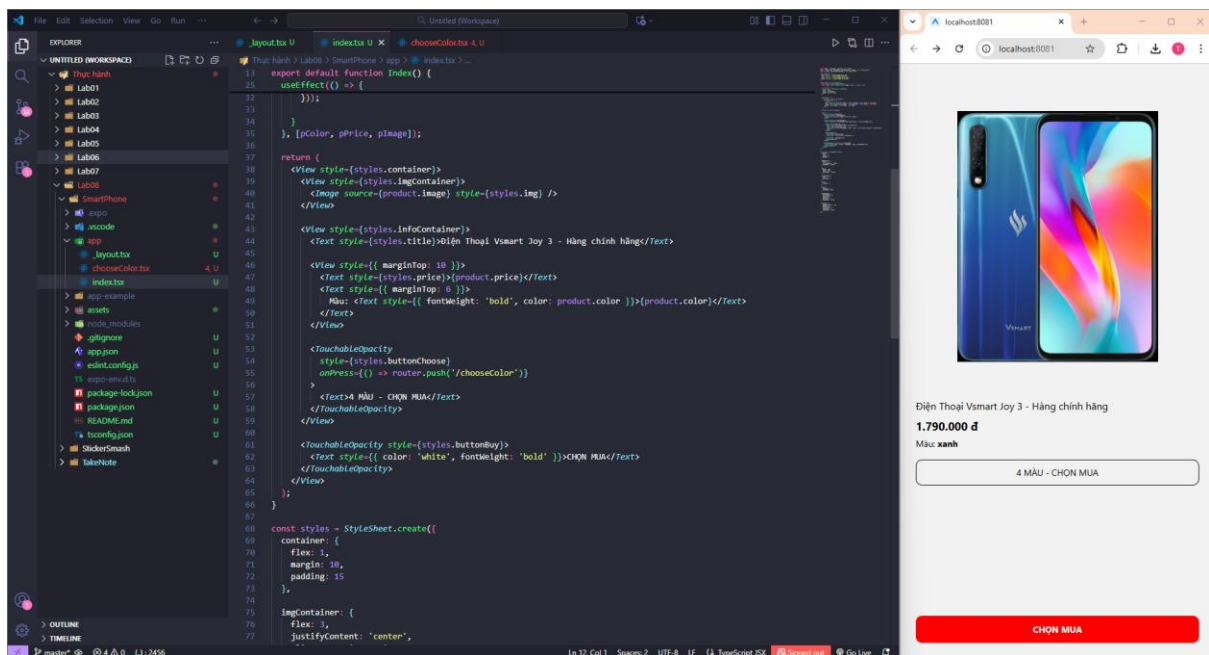 File Edit Selection View Go Run ···
Untitled (Workspace)
EXPLORER
UNTITLED (WORKSPACE)
Thực hành
Lab01
Lab02
Lab03
Lab04
Lab05
Lab06
Lab07
Lab08
SmartPhone
.expo
.vscode
app
_layout.tsx U
chooseColor.tsx 4, U
index.tsx U
app-example
assets
node_modules
.gitignore U
app.json U
eslint.config.js U
TS expo-env.d.ts
package-lock.json U
package.json U
README.md U
tsconfig.json U
StickerSmash
TakeNote
OUTLINE
TIMELINE
_layout.tsx U index.tsx U chooseColor.tsx 4, U
Thực hành > Lab08 > SmartPhone > app > index.tsx > ...
13 export default function Index() {
25 useEffect(() => {
32 }));
33
34 }
35 }, [pColor, pPrice, pImage]);
36
37 return (
38 <View style={styles.container}>
39 <View style={styles.imgContainer}>
40 <Image source={product.image} style={styles.img} />
41 </View>
42
43 <View style={styles.infoContainer}>
44 <Text style={styles.title}>Điện Thoại Vsmart Joy 3 - Hàng chính hãng</Text>
45
46 <View style={{ marginTop: 10 }}>
47 <Text style={styles.price}>{product.price}</Text>
48 <Text style={{ marginTop: 6 }}>
49 Màu: <Text style={{ fontWeight: 'bold', color: product.color }}>{product.color}</Text>
50 </Text>
51 </View>
52
53 <TouchableOpacity
54 style={styles.buttonChoose}
55 onPress={() => router.push('/chooseColor')}
56 >
57 <Text>4 MÀU - CHỌN MUA</Text>
58 </TouchableOpacity>
59 </View>
60
61 <TouchableOpacity style={styles.buttonBuy}>
62 <Text style={{ color: 'white', fontWeight: 'bold' }}>CHỌN MUA</Text>
63 </TouchableOpacity>
64 </View>
65 );
66 }
67
68 const styles = StyleSheet.create({
69 container: {
70 flex: 1,
71 margin: 10,
72 padding: 15
73 },
74
75 imgContainer: {
76 flex: 3,
77 justifyContent: 'center',
master* 4 0 2456 Ln 12, Col 1 Spaces: 2 UTF-8 LF TypeScript JSX Signed out Go Live
localhost:8081
localhost:8081
T
VSMART
Điện Thoại Vsmart Joy 3 - Hàng chính hãng
1.790.000 đ
Màu: xanh
4 MÀU - CHỌN MUA
CHỌN MUA